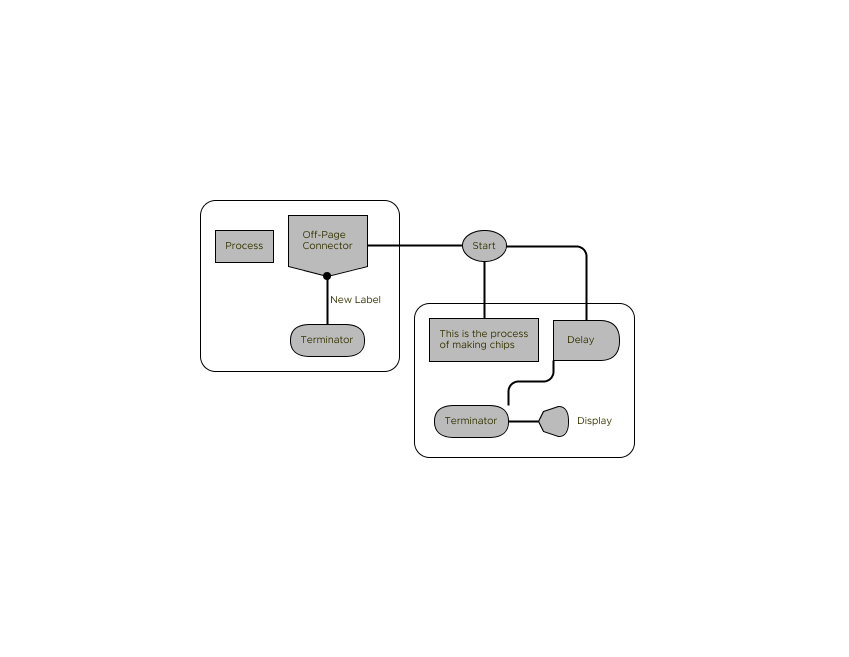 Process
Off-Page
Connector
Start
New Label
Terminator
This is the process
of making chips
Delay
Terminator
Display